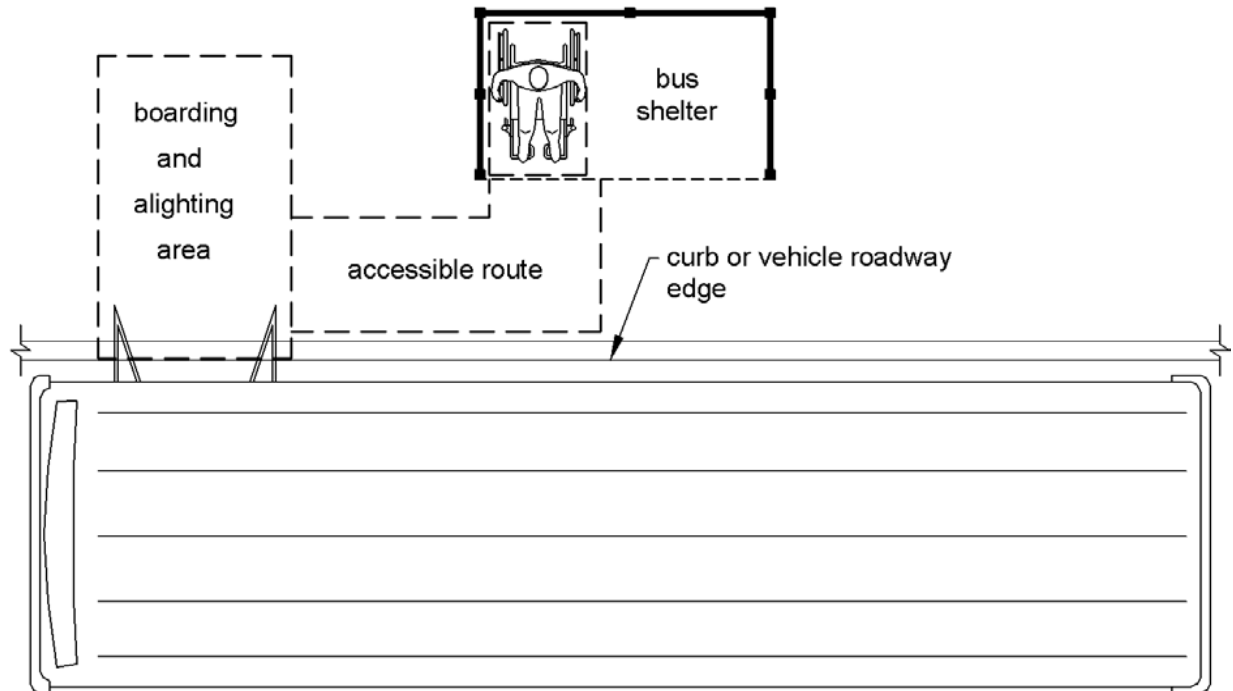 boarding
and
alighting
area
bus
shelter
accessible route
curb or vehicle roadway
edge